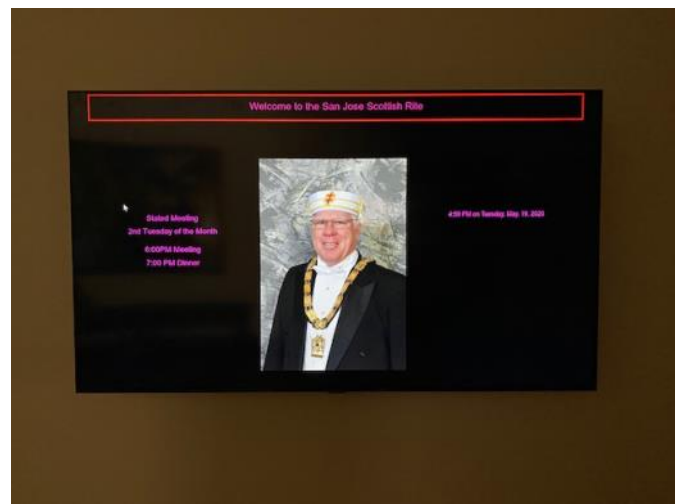 Welcome to the San Jose Scottish Rite
Stated Meeting
2nd Tuesday of the Month
6:00PM Meeting
7:00 PM Dinner
4:59 PM on Tuesday, May, 19, 2020